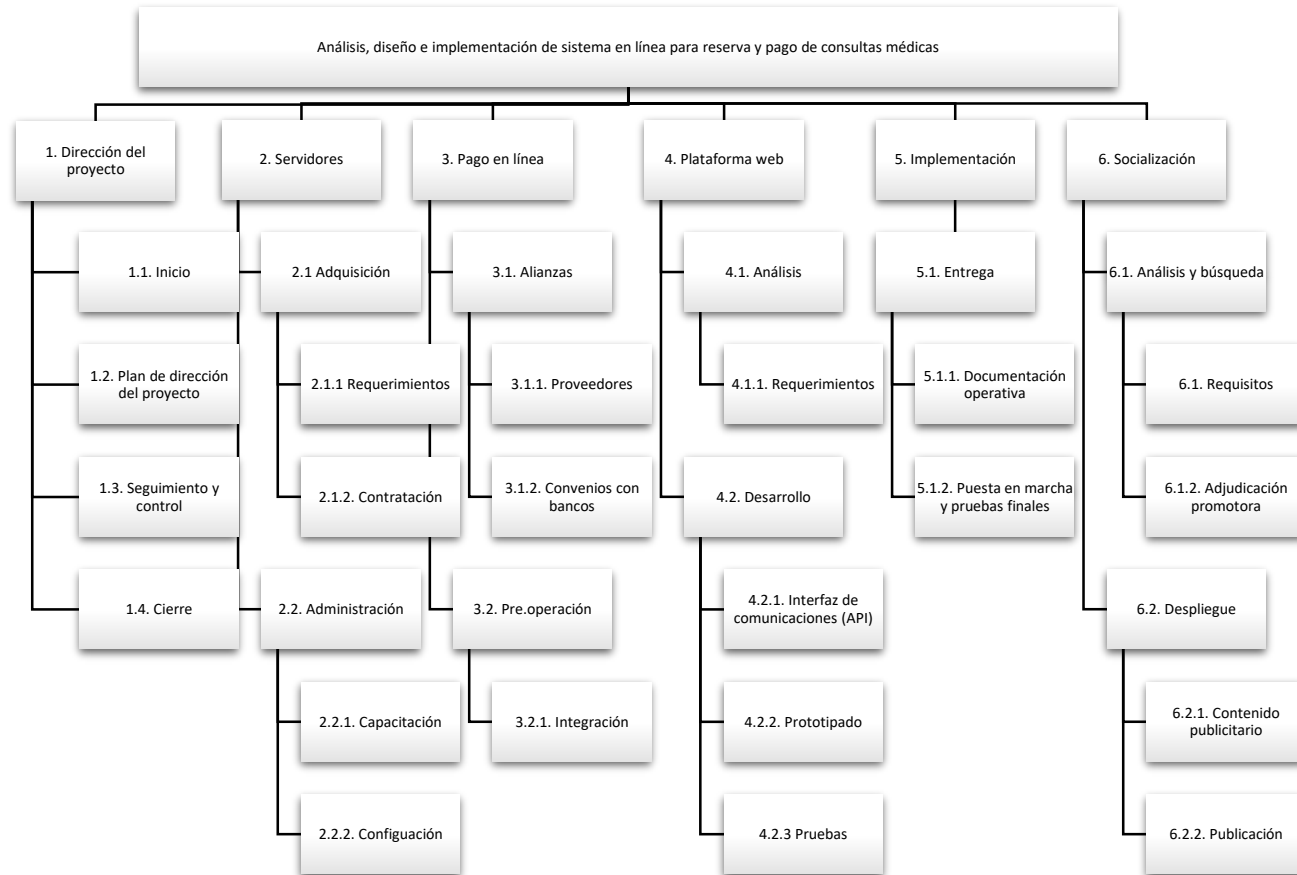 Análisis, diseño e implementación de sistema en línea para reserva y pago de consultas médicas
1. Dirección del
proyecto
1.1. Inicio
1.2. Plan de dirección
del proyecto
1.3. Seguimiento y
control
1.4. Cierre
2. Servidores
2.1 Adquisición
2.1.1 Requerimientos
2.1.2. Contratación
2.2. Administración
2.2.1. Capacitación
2.2.2. Configuación
3. Pago en línea
3.1. Alianzas
3.1.1. Proveedores
3.1.2. Convenios con
bancos
3.2. Pre.operación
3.2.1. Integración
4. Plataforma web
4.1. Análisis
4.1.1. Requerimientos
4.2. Desarrollo
4.2.1. Interfaz de
comunicaciones (API)
4.2.2. Prototipado
4.2.3 Pruebas
5. Implementación
5.1. Entrega
5.1.1. Documentación
operativa
5.1.2. Puesta en marcha
y pruebas finales
6. Socialización
6.1. Análisis y búsqueda
6.1. Requisitos
6.1.2. Adjudicación
promotora
6.2. Despliegue
6.2.1. Contenido
publicitario
6.2.2. Publicación